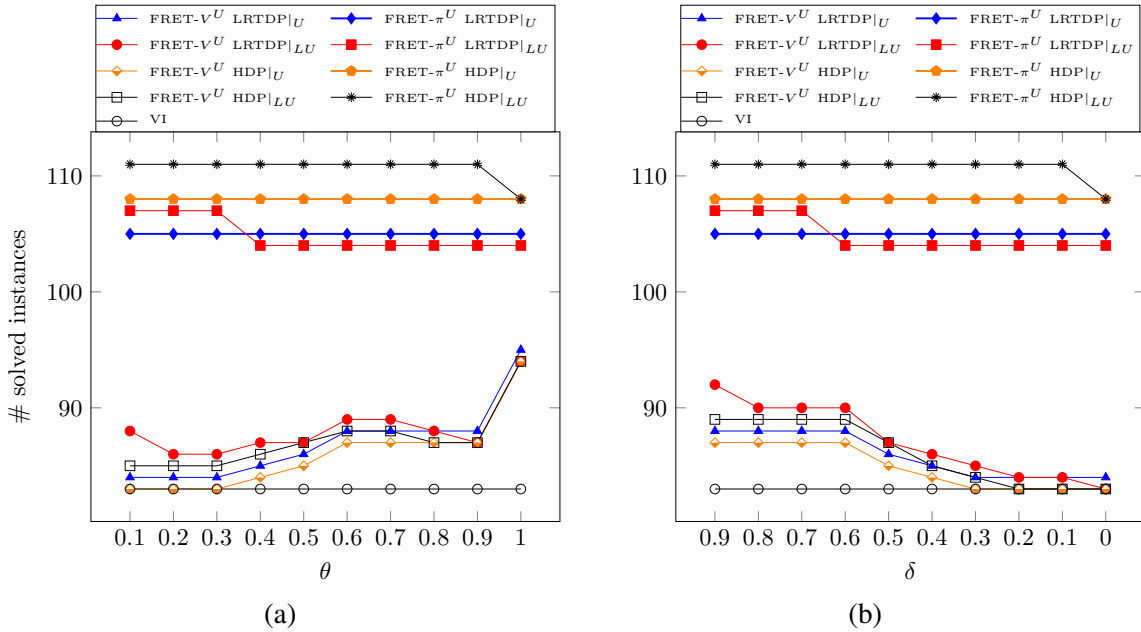 FRET-V^U LRTDP|_U FRET-π^U LRTDP|_U
FRET-V^U LRTDP|_LU FRET-π^U LRTDP|_LU
FRET-V^U HDP|_U FRET-π^U HDP|_U
FRET-V^U HDP|_LU FRET-π^U HDP|_LU
VI
110
100
90
# solved instances
0.1 0.2 0.3 0.4 0.5 0.6 0.7 0.8 0.9 1
θ
(a)
FRET-V^U LRTDP|_U FRET-π^U LRTDP|_U
FRET-V^U LRTDP|_LU FRET-π^U LRTDP|_LU
FRET-V^U HDP|_U FRET-π^U HDP|_U
FRET-V^U HDP|_LU FRET-π^U HDP|_LU
VI
110
100
90
0.9 0.8 0.7 0.6 0.5 0.4 0.3 0.2 0.1 0
δ
(b)